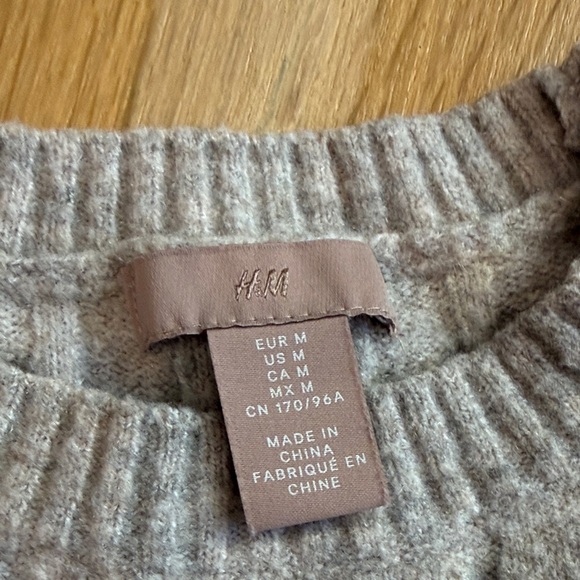 H&M
EUR M
US M
CA M
MX M
CN 170/96A
MADE IN
CHINA
FABRIQUÉ EN
CHINE